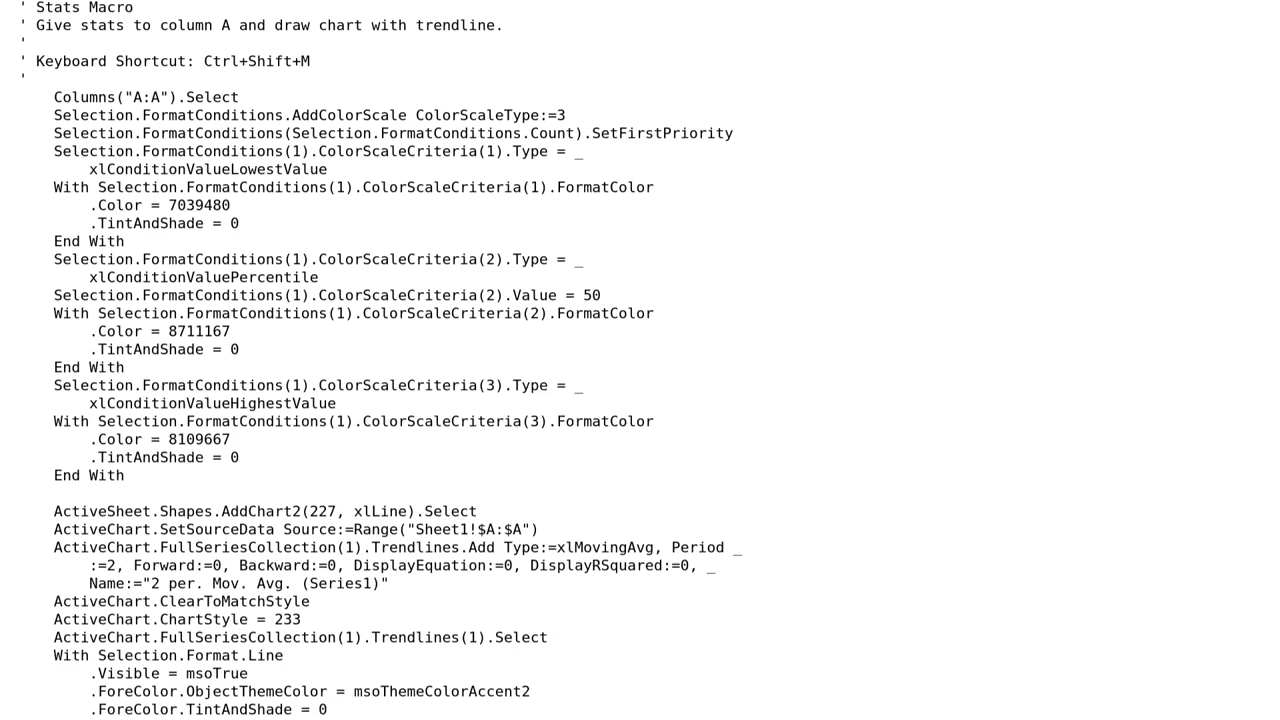 ' Stats Macro
' Give stats to column A and draw chart with trendline.
'
' Keyboard Shortcut: Ctrl+Shift+M
'
    Columns("A:A").Select
    Selection.FormatConditions.AddColorScale ColorScaleType:=3
    Selection.FormatConditions(Selection.FormatConditions.Count).SetFirstPriority
    Selection.FormatConditions(1).ColorScaleCriteria(1).Type = _
        xlConditionValueLowestValue
    With Selection.FormatConditions(1).ColorScaleCriteria(1).FormatColor
        .Color = 7039480
        .TintAndShade = 0
    End With
    Selection.FormatConditions(1).ColorScaleCriteria(2).Type = _
        xlConditionValuePercentile
    Selection.FormatConditions(1).ColorScaleCriteria(2).Value = 50
    With Selection.FormatConditions(1).ColorScaleCriteria(2).FormatColor
        .Color = 8711167
        .TintAndShade = 0
    End With
    Selection.FormatConditions(1).ColorScaleCriteria(3).Type = _
        xlConditionValueHighestValue
    With Selection.FormatConditions(1).ColorScaleCriteria(3).FormatColor
        .Color = 8109667
        .TintAndShade = 0
    End With

    ActiveSheet.Shapes.AddChart2(227, xlLine).Select
    ActiveChart.SetSourceData Source:=Range("Sheet1!$A:$A")
    ActiveChart.FullSeriesCollection(1).Trendlines.Add Type:=xlMovingAvg, Period _
        :=2, Forward:=0, Backward:=0, DisplayEquation:=0, DisplayRSquared:=0, _
        Name:="2 per. Mov. Avg. (Series1)"
    ActiveChart.ClearToMatchStyle
    ActiveChart.ChartStyle = 233
    ActiveChart.FullSeriesCollection(1).Trendlines(1).Select
    With Selection.Format.Line
        .Visible = msoTrue
        .ForeColor.ObjectThemeColor = msoThemeColorAccent2
        .ForeColor.TintAndShade = 0